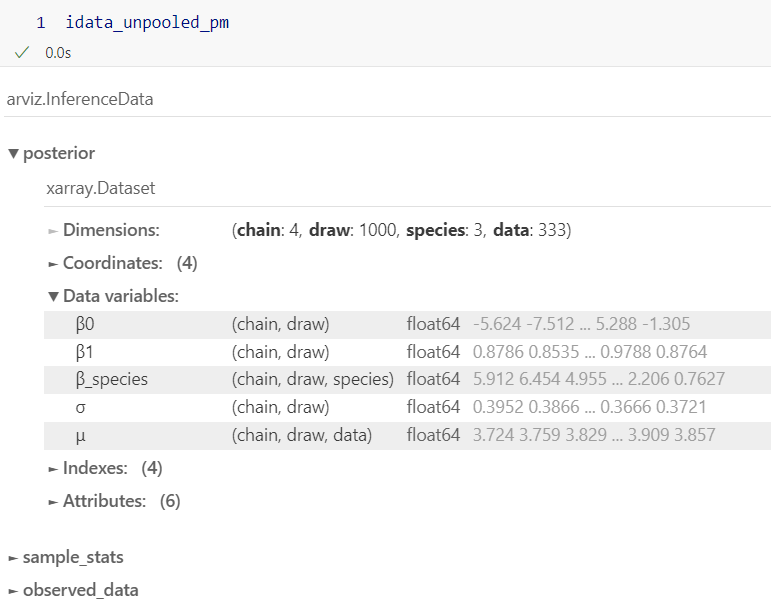 1 idata_unpooled_pm
✓ 0.0s
arviz.InferenceData
▼ posterior
xarray.Dataset
► Dimensions: (chain: 4, draw: 1000, species: 3, data: 333)
► Coordinates: (4)
▼ Data variables:
β0 (chain, draw) float64 -5.624 -7.512 ... 5.288 -1.305
β1 (chain, draw) float64 0.8786 0.8535 ... 0.9788 0.8764
β_species (chain, draw, species) float64 5.912 6.454 4.955 ... 2.206 0.7627
σ (chain, draw) float64 0.3952 0.3866 ... 0.3666 0.3721
μ (chain, draw, data) float64 3.724 3.759 3.829 ... 3.909 3.857
► Indexes: (4)
► Attributes: (6)
► sample_stats
► observed_data